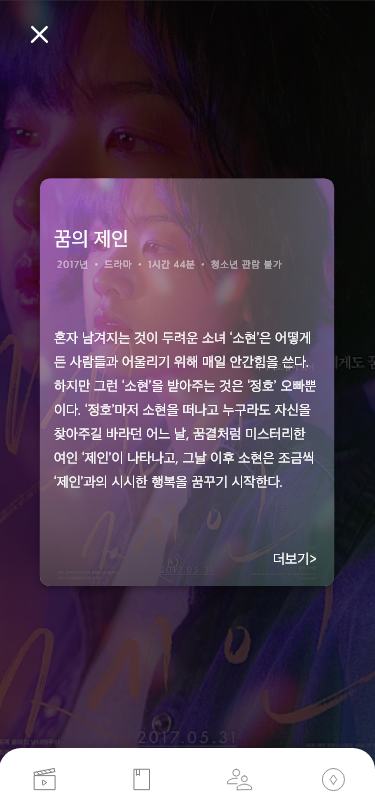 꿈의 제인
2017년 • 드라마 • 1시간 44분 • 청소년 관람 불가
혼자 남겨지는 것이 두려운 소녀 ‘소현’은 어떻게
든 사람들과 어울리기 위해 매일 안간힘을 쓴다.
하지만 그런 ‘소현’을 받아주는 것은 ‘정호’ 오빠뿐
이다. ‘정호’마저 소현을 떠나고 누구라도 자신을
찾아주길 바라던 어느 날, 꿈결처럼 미스터리한
여인 ‘제인’이 나타나고, 그날 이후 소현은 조금씩
‘제인’과의 시시한 행복을 꿈꾸기 시작한다.
더보기>
2017.05.31